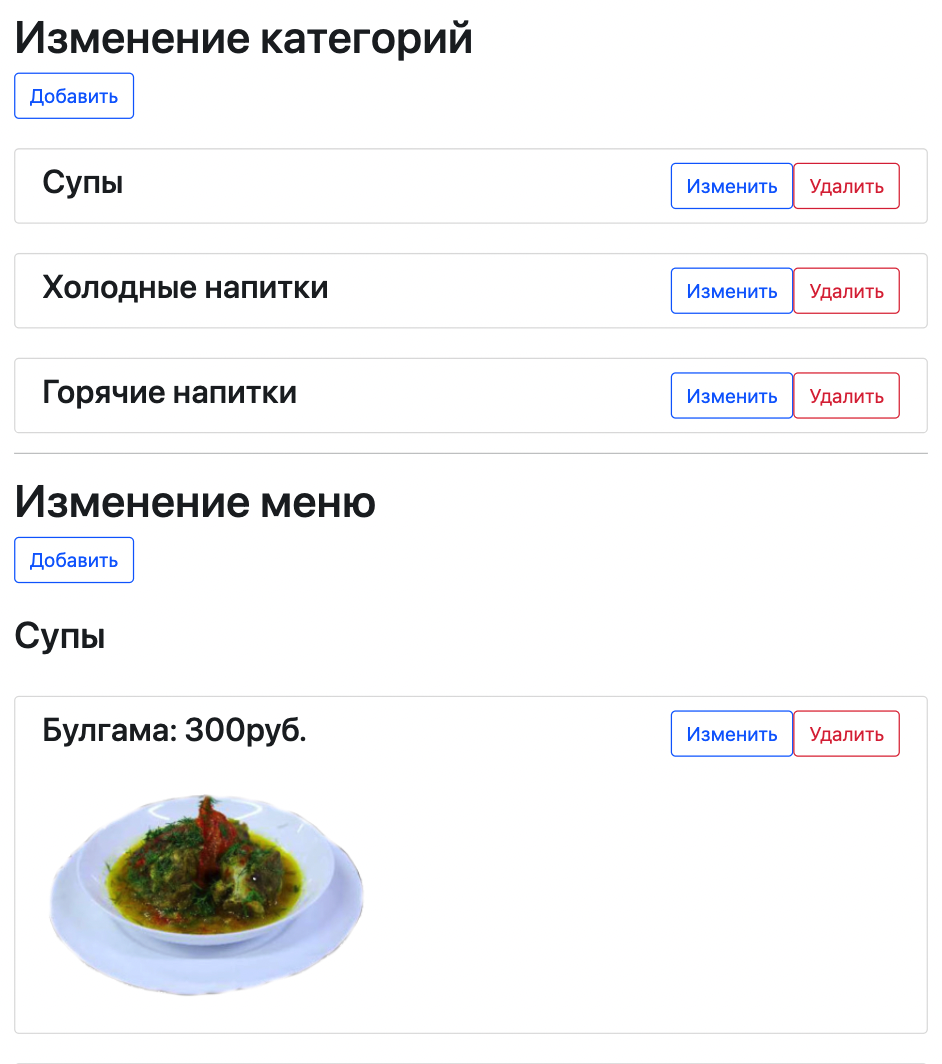 Изменение категорий
Добавить
Супы
Изменить Удалить
Холодные напитки
Изменить Удалить
Горячие напитки
Изменить Удалить
Изменение меню
Добавить
Супы
Булгама: 300руб.
Изменить Удалить